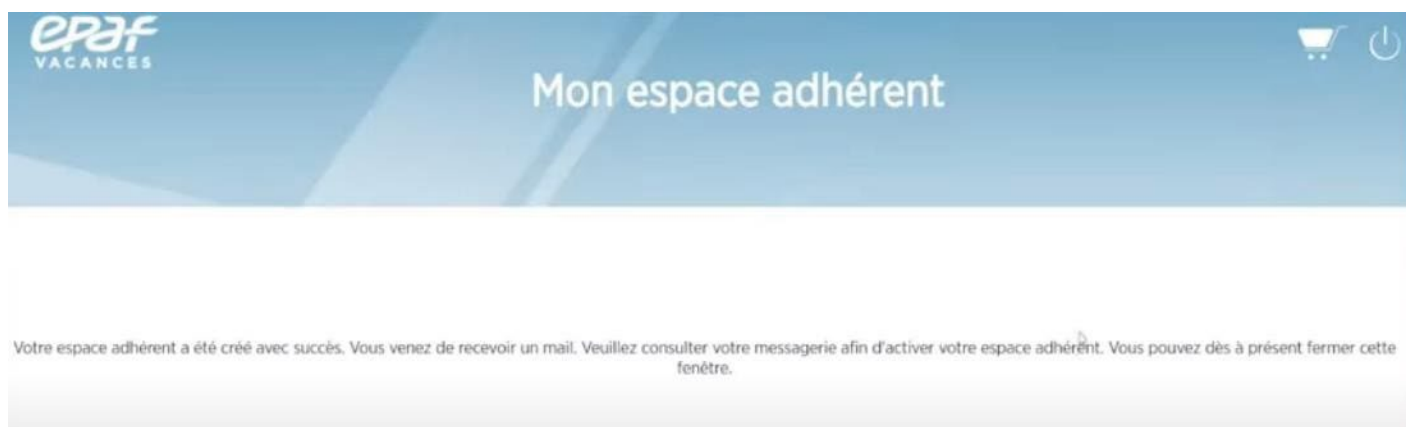 epaf
VACANCES
Mon espace adhérent
Votre espace adhérent a été créé avec succès. Vous venez de recevoir un mail. Veuillez consulter votre messagerie afin d'activer votre espace adhérent. Vous pouvez dès à présent fermer cette
fenêtre.